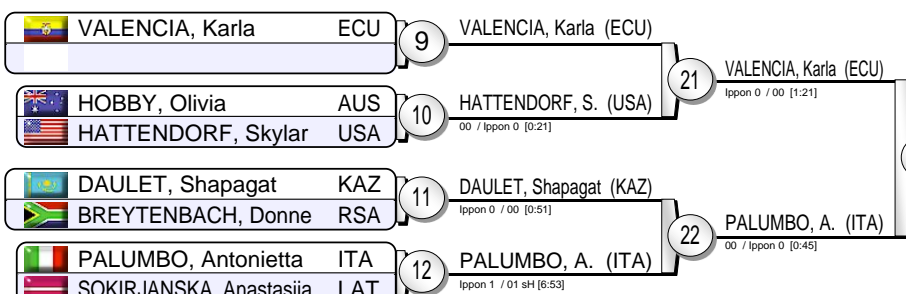 VALENCIA, Karla ECU
9
VALENCIA, Karla (ECU)
21
VALENCIA, Karla (ECU)
Ippon 0 / 00 [1:21]
HOBBY, Olivia AUS
HATTENDORF, Skylar USA
10
HATTENDORF, S. (USA)
00 / Ippon 0 [0:21]
DAULET, Shapagat KAZ
BREYTENBACH, Donne RSA
11
DAULET, Shapagat (KAZ)
Ippon 0 / 00 [0:51]
22
PALUMBO, A. (ITA)
00 / Ippon 0 [0:45]
PALUMBO, Antonietta ITA
SOKIRJANSKA, Anastasija LAT
12
PALUMBO, A. (ITA)
Ippon 1 / 01 sH [6:53]